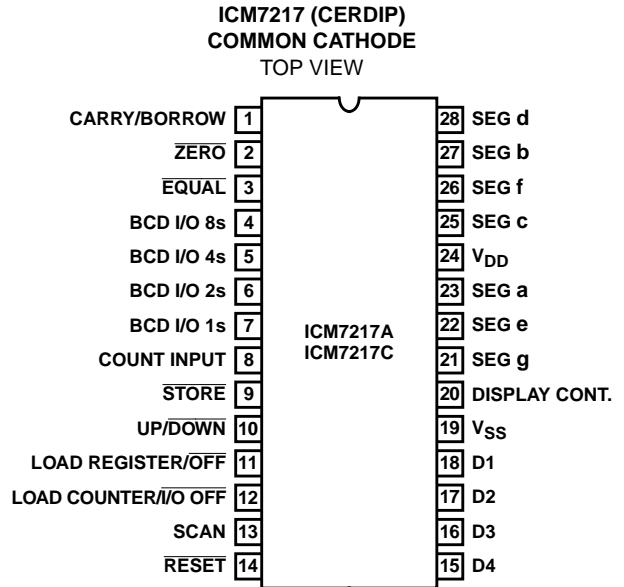 ICM7217 (CERDIP)
COMMON CATHODE
TOP VIEW
CARRY/BORROW 1
ZERO 2
EQUAL 3
BCD I/O 8s 4
BCD I/O 4s 5
BCD I/O 2s 6
BCD I/O 1s 7
COUNT INPUT 8
STORE 9
UP/DOWN 10
LOAD REGISTER/OFF 11
LOAD COUNTER/I/O OFF 12
SCAN 13
RESET 14
ICM7217A
ICM7217C
28 SEG d
27 SEG b
26 SEG f
25 SEG c
24 VDD
23 SEG a
22 SEG e
21 SEG g
20 DISPLAY CONT.
19 VSS
18 D1
17 D2
16 D3
15 D4